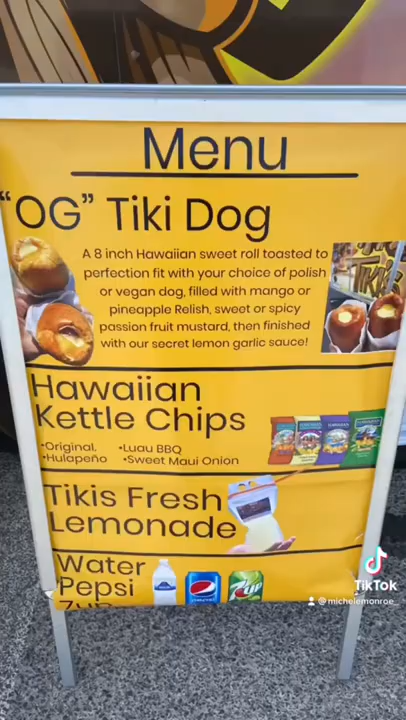 Menu
"OG" Tiki Dog
A 8 inch Hawaiian sweet roll toasted to
perfection fit with your choice of polish
or vegan dog, filled with mango or
pineapple Relish, sweet or spicy
passion fruit mustard, then finished
with our secret lemon garlic sauce!
Hawaiian
Kettle Chips
•Original, •Luau BBQ
•Hulapeño •Sweet Maui Onion
Tikis Fresh
Lemonade
Water
Pepsi
7up
pepsi
7up
TikTok
@michelemonroe_